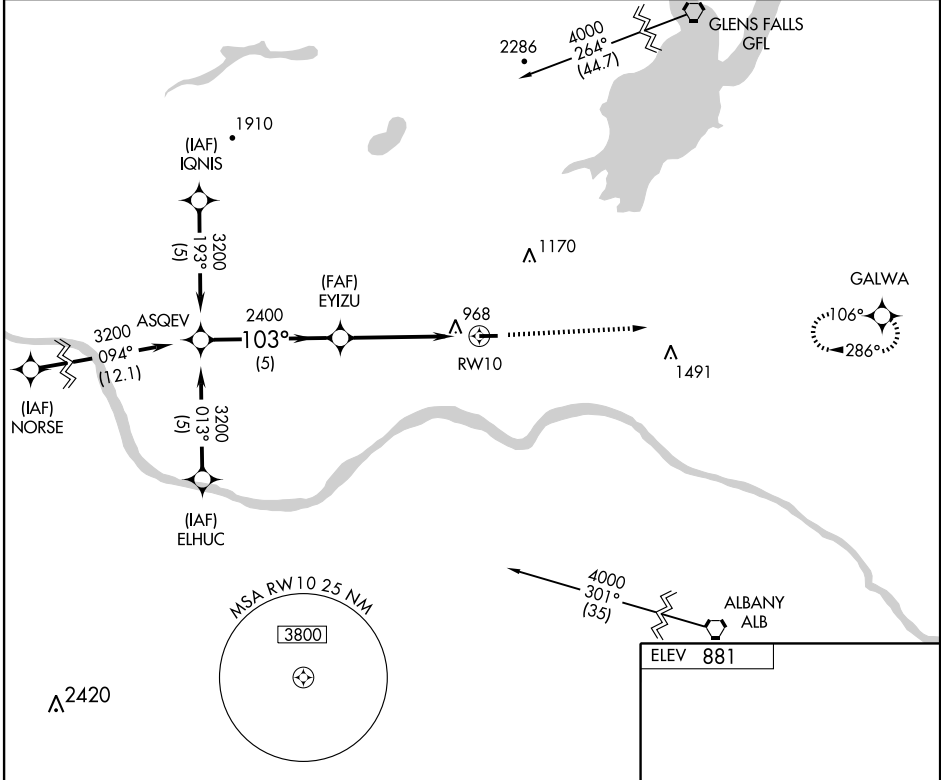 GLENS FALLS
GFL
4000
264°
(44.7)
2286
1910
(IAF)
IQNIS
3200
193°
(5)
1170
(FAF)
EYIZU
GALWA
106°
286°
ASQEV
2400
103°
(5)
968
RW10
1491
3200
094°
(12.1)
(IAF)
NORSE
3200
013°
(5)
(IAF)
ELHUC
4000
301°
(35)
ALBANY
ALB
MSA RW10 25 NM
3800
ELEV 881
2420